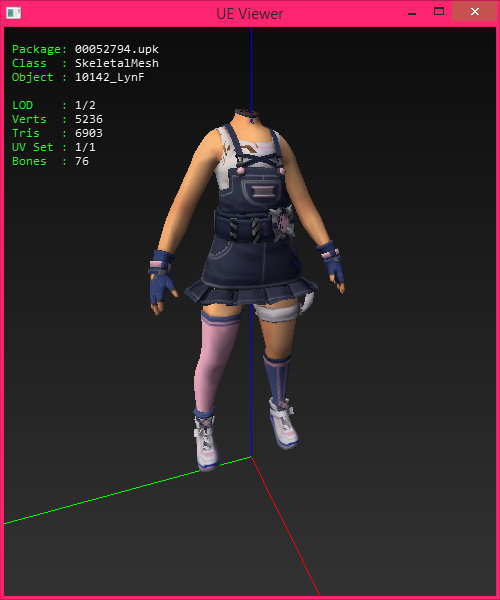 UE Viewer
Package: 00052794.upk
Class : SkeletalMesh
Object : 10142_LynF
LOD : 1/2
Verts : 5236
Tris : 6903
UV Set : 1/1
Bones : 76